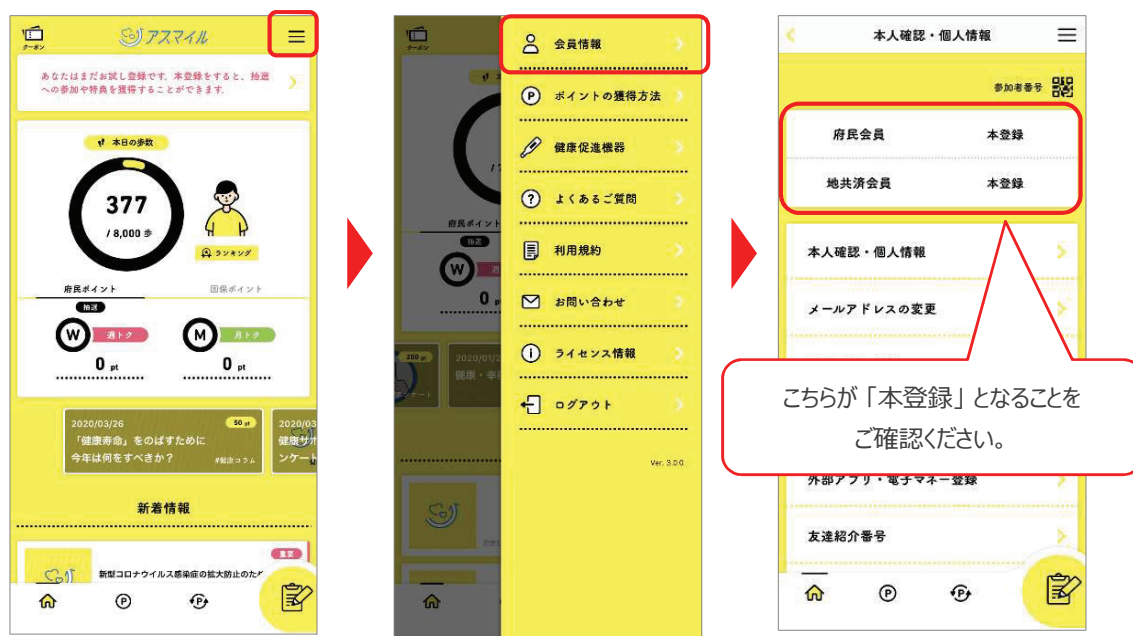 クーポン
アスマイル
あなたはまだお試し登録です。本登録をすると、抽選
への参加や特典を獲得することができます。
本日の歩数
377
/ 8,000 歩
ランキング
府民ポイント
国保ポイント
抽選
W
週トク
M
月トク
0 pt
0 pt
2020/03/26
50 pt
「健康寿命」をのばすために
今年は何をすべきか？
#健康コラム
2020/03
健康サポ
ンケート
新着情報
重要
新型コロナウイルス感染症の拡大防止のため
P
P
クーポン
府民ポイント
抽選
W
0
200 pt
2020/01/2
健康・幸
会員情報
P
ポイントの獲得方法
健康促進機器
?
よくあるご質問
利用規約
お問い合わせ
i
ライセンス情報
ログアウト
Ver. 3.0.0
本人確認・個人情報
参加者番号
府民会員
本登録
地共済会員
本登録
本人確認・個人情報
メールアドレスの変更
こちらが「本登録」となることを
ご確認ください。
外部アプリ・電子マネー登録
友達紹介番号
P
P